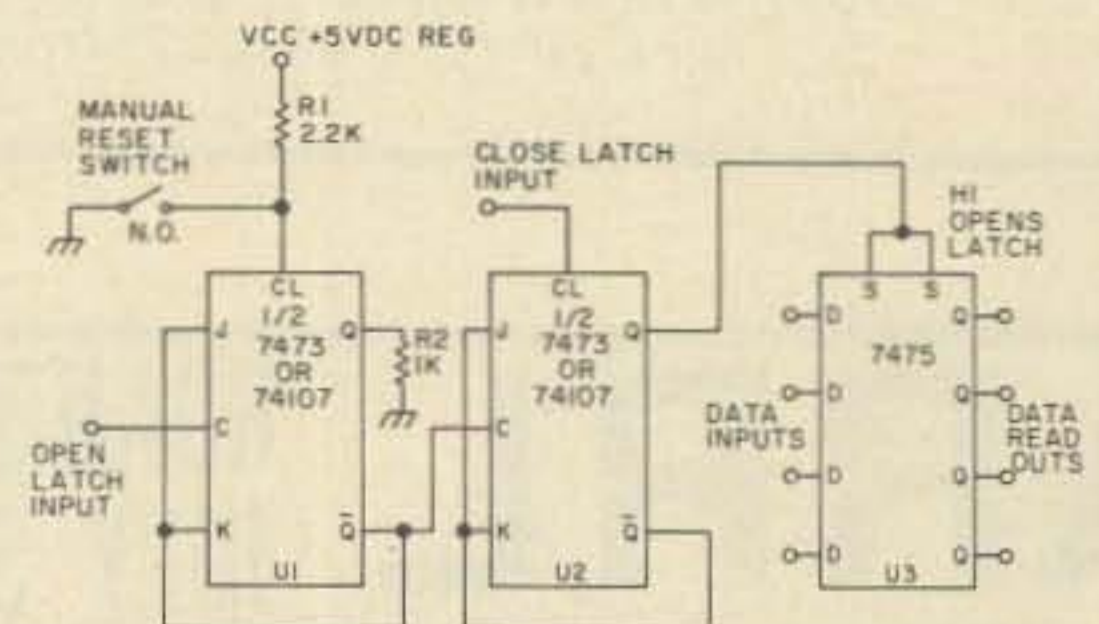 VCC +5VDC REG
MANUAL
RESET
SWITCH
N.O.
R1
2.2K
CLOSE LATCH
INPUT
HI
OPENS
LATCH
CL
1/2
7473
OR
74107
J
Q
C
K
Q̅
U1
R2
1K
OPEN
LATCH
INPUT
CL
1/2
7473
OR
74107
J
Q
C
K
Q̅
U2
S S
7475
D Q
D Q
D Q
D Q
U3
DATA
INPUTS
DATA
READ
OUTS